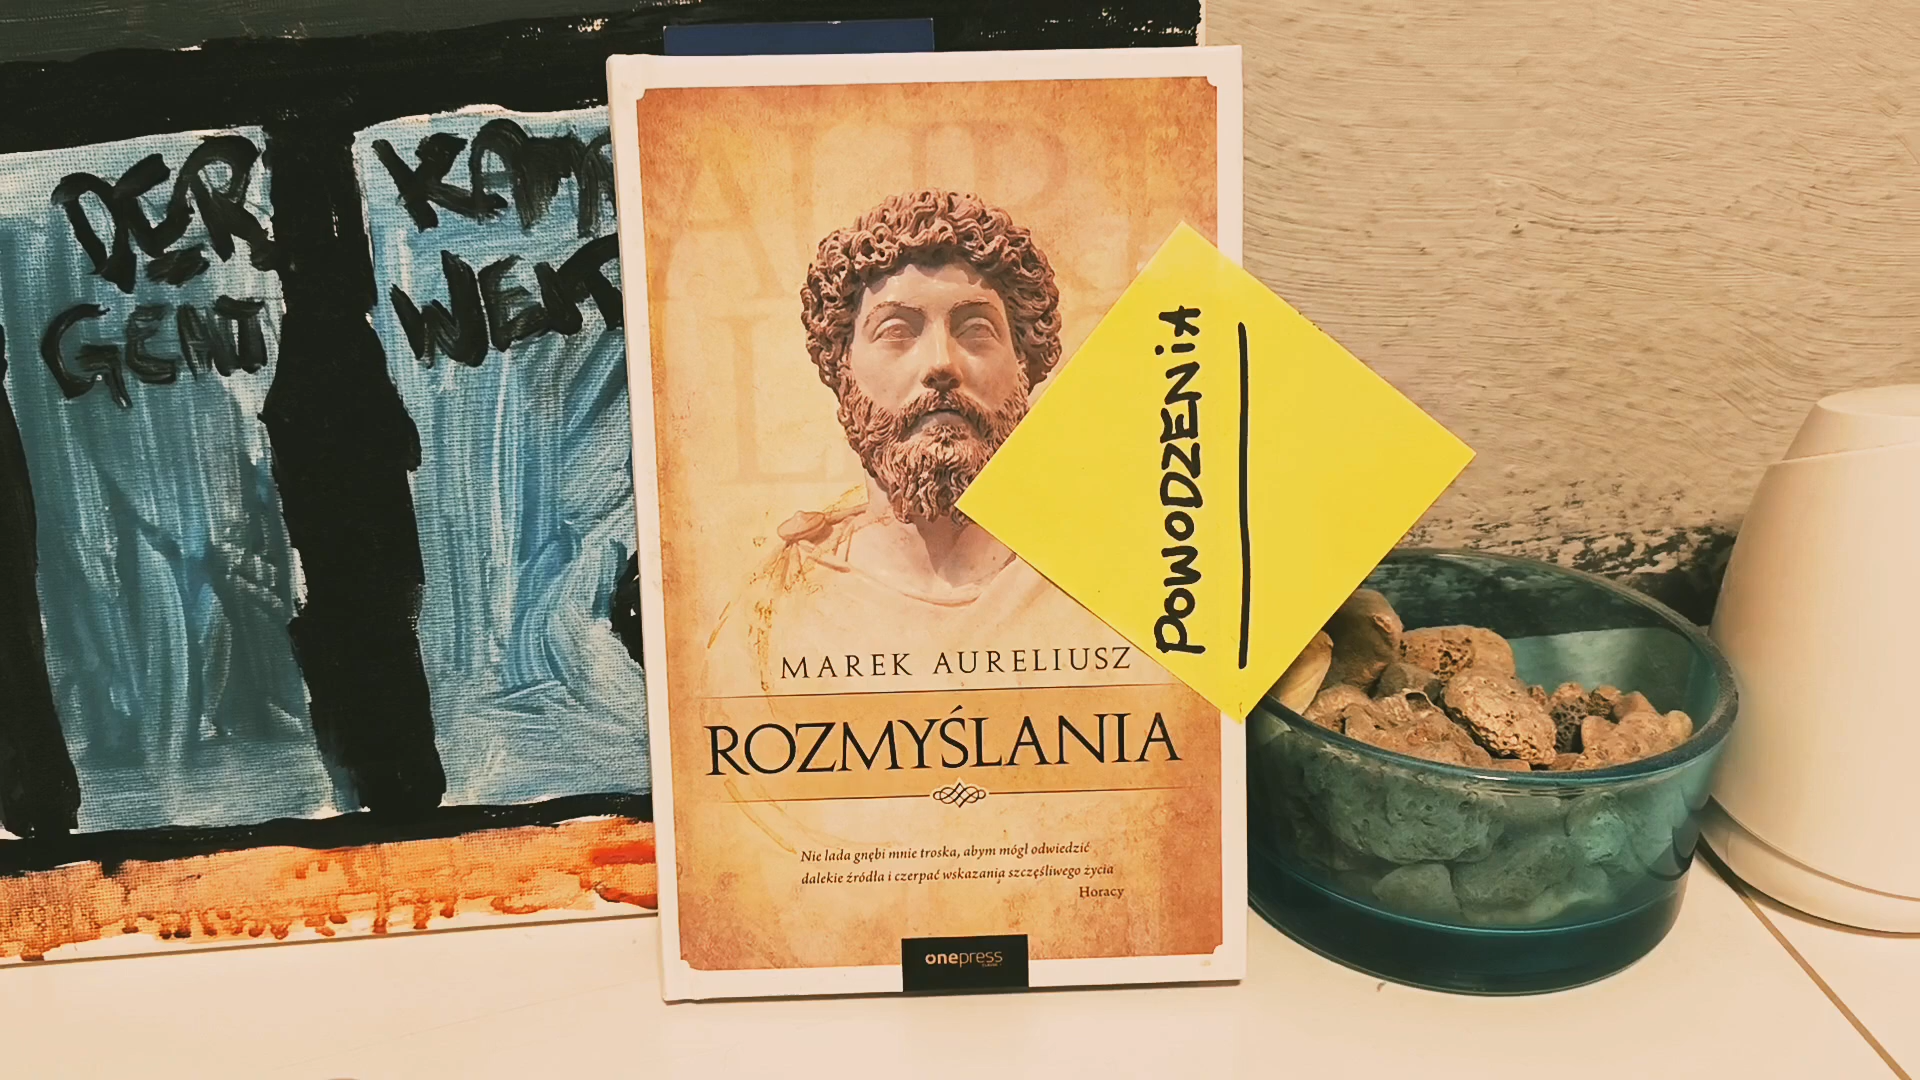 DER
GEHT
WEIT
POWODZENiA
MAREK AURELIUSZ
ROZMYŚLANIA
Nie lada gnębi mnie troska, abym mógł odwiedzić
dalekie źródła i czerpać wskazania szczęśliwego życia
Horacy
onepress